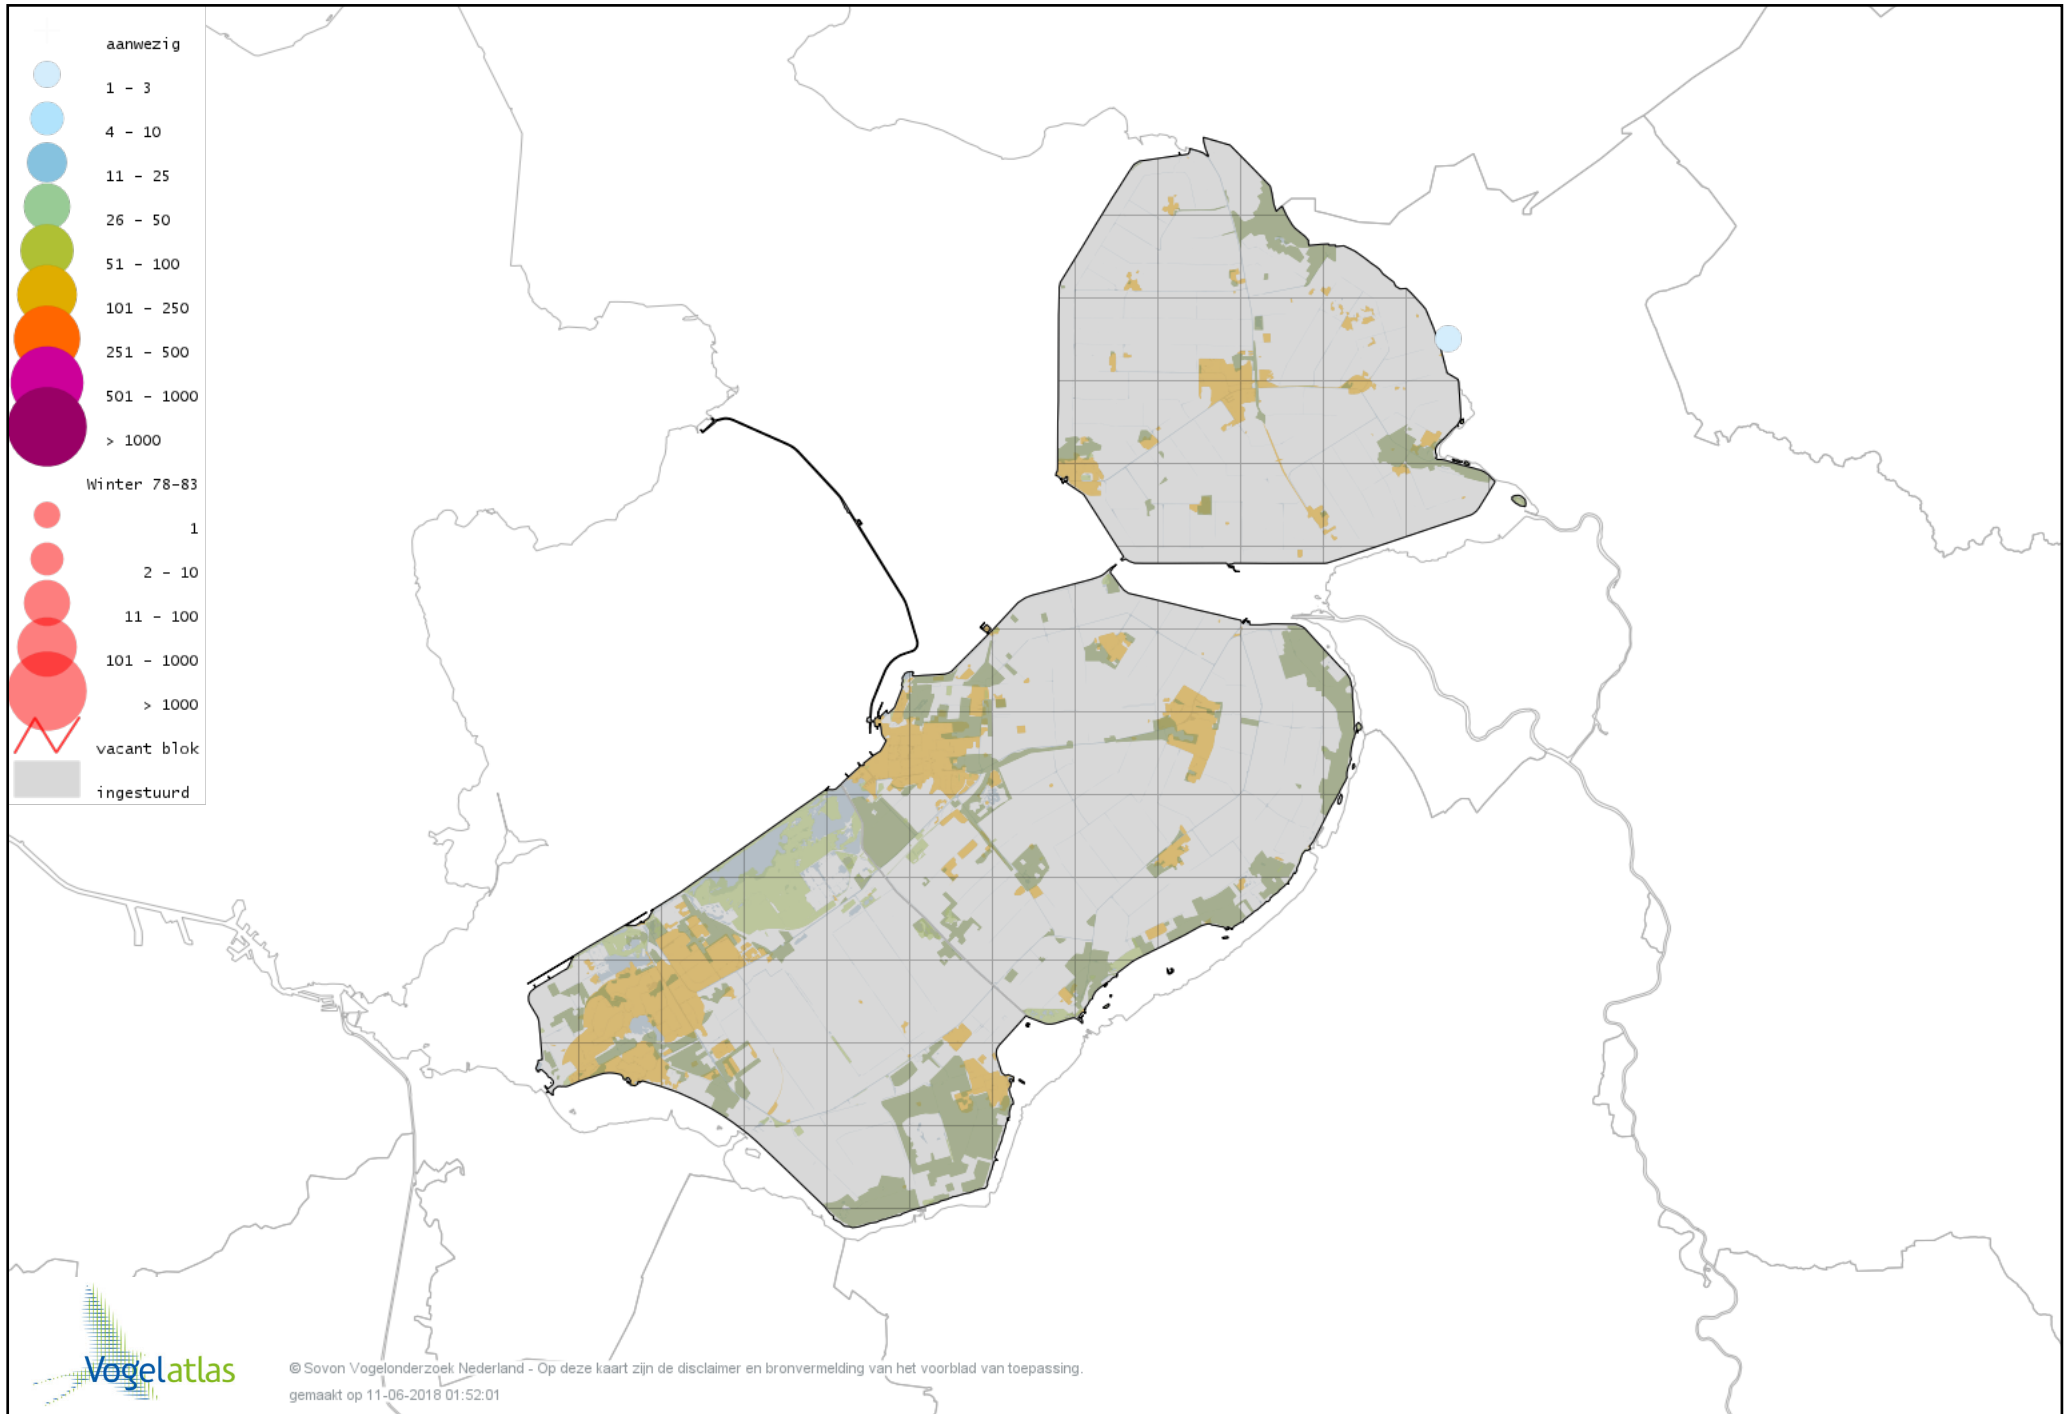 aanwezig
1 - 3
4 - 10
11 - 25
26 - 50
51 - 100
101 - 250
251 - 500
501 - 1000
> 1000
Winter 78-83
1
2 - 10
11 - 100
101 - 1000
> 1000
vacant blok
ingestuurd
Vogelatlas
© Sovon Vogelonderzoek Nederland - Op deze kaart zijn de disclaimer en bronvermelding van het voorblad van toepassing.
gemaakt op 11-06-2018 01:52:01